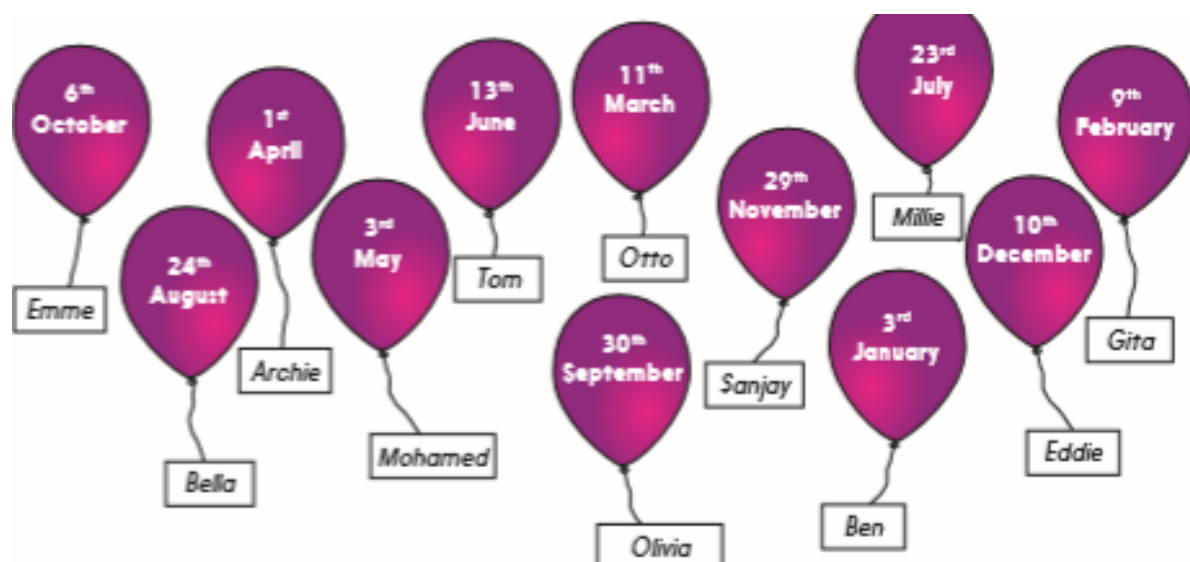 6th
October
Emme
24th
August
Bella
1st
April
Archie
3rd
May
Mohamed
13th
June
Tom
11th
March
Otto
30th
September
Olivia
29th
November
Sanjay
23rd
July
Millie
3rd
January
Ben
10th
December
Eddie
9th
February
Gita